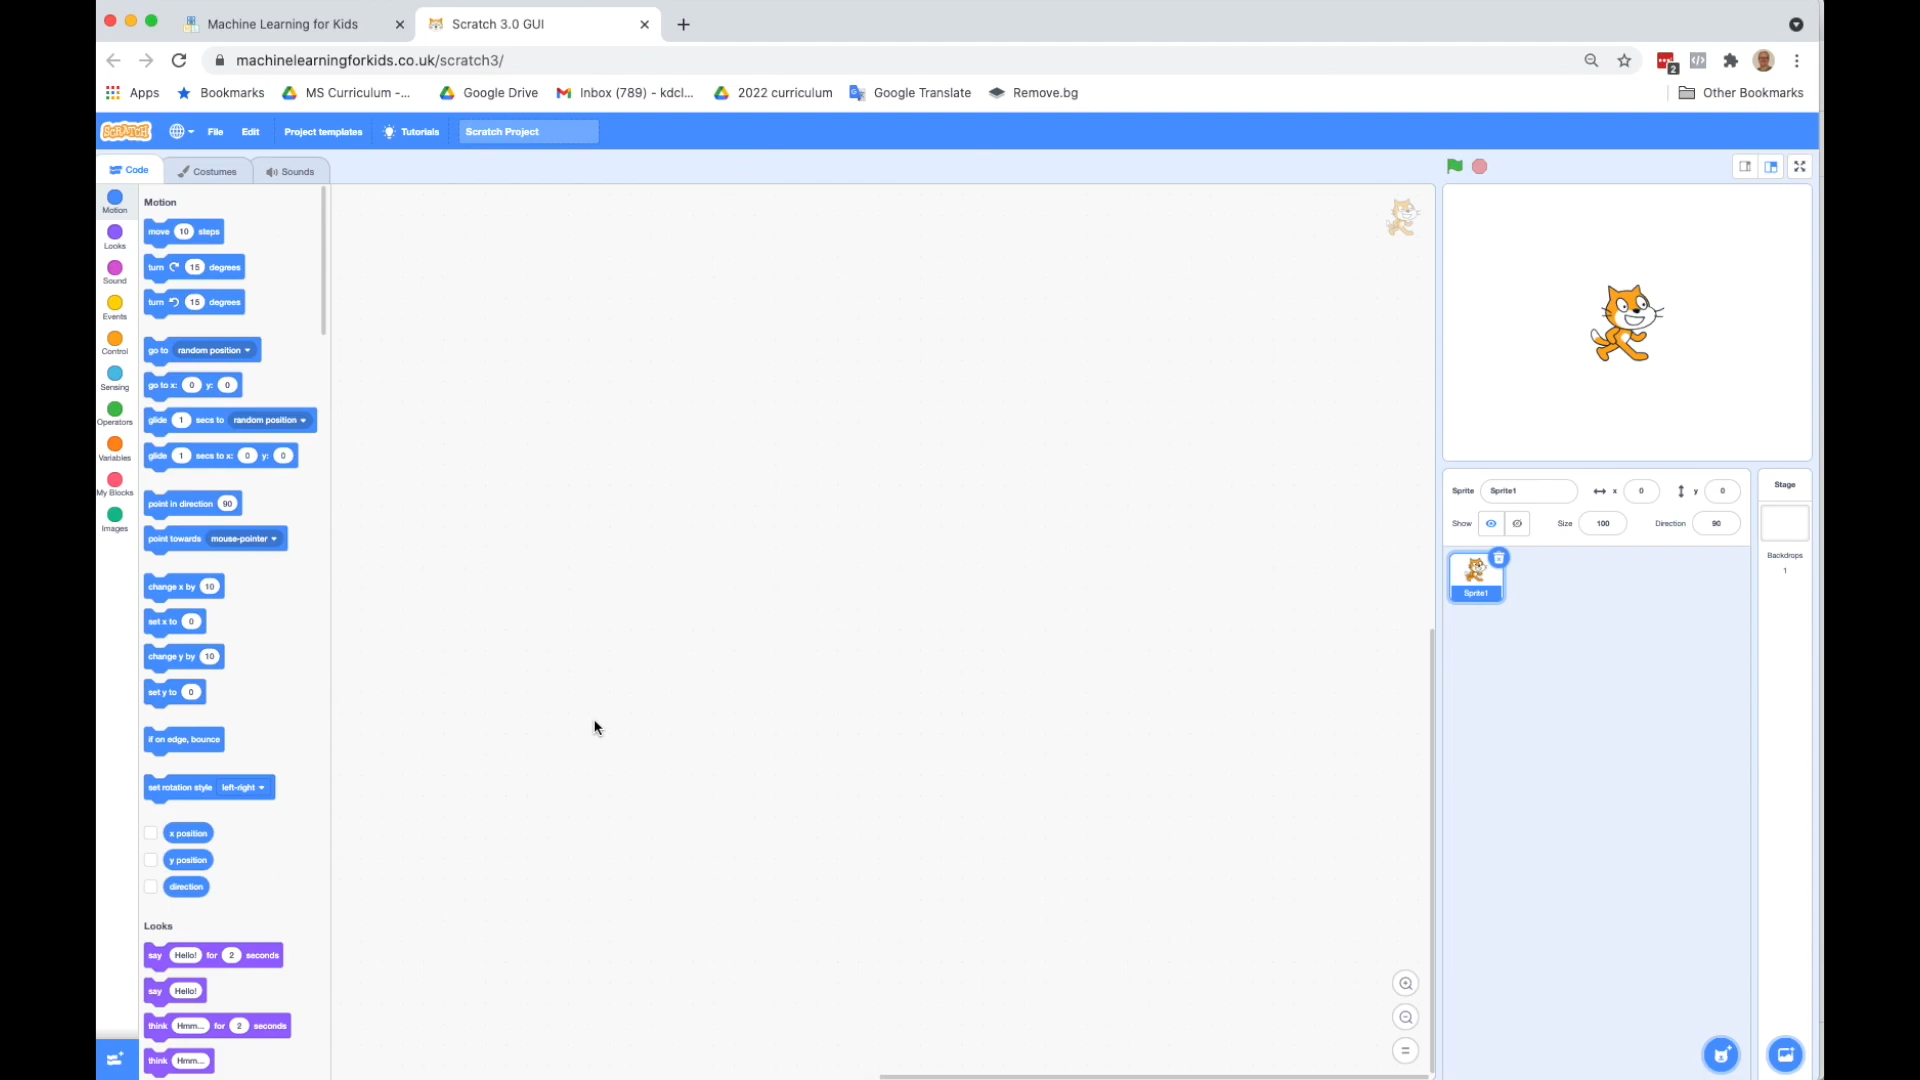 Machine Learning for Kids
Scratch 3.0 GUI
machinelearningforkids.co.uk/scratch3/
2
Apps
Bookmarks
MS Curriculum -...
Google Drive
Inbox (789) - kdcl...
2022 curriculum
Google Translate
Remove.bg
Other Bookmarks
SCRATCH
File
Edit
Project templates
Tutorials
Scratch Project
Code
Costumes
Sounds
Motion
Looks
Sound
Events
Control
Sensing
Operators
Variables
My Blocks
Images
Motion
move 10 steps
turn 15 degrees
turn 15 degrees
go to random position
go to x: 0 y: 0
glide 1 secs to random position
glide 1 secs to x: 0 y: 0
point in direction 90
point towards mouse-pointer
change x by 10
set x to 0
change y by 10
set y to 0
if on edge, bounce
set rotation style left-right
x position
y position
direction
Looks
say Hello! for 2 seconds
say Hello!
think Hmm... for 2 seconds
think Hmm...
Sprite Sprite1 x 0 y 0
Show Size 100 Direction 90
Sprite1
Stage
Backdrops
1